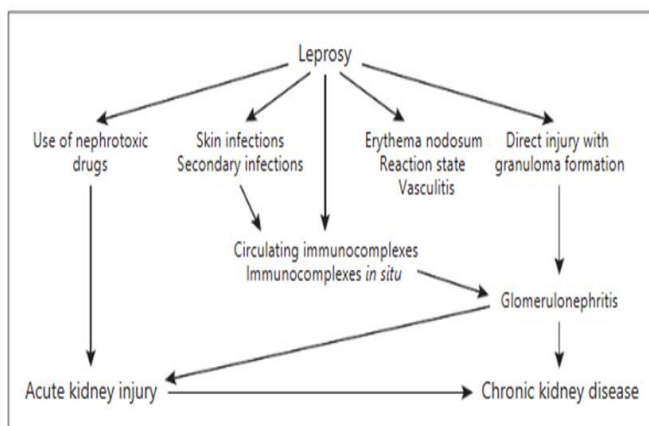 Leprosy
Use of nephrotoxic
drugs
Skin infections
Secondary infections
Erythema nodosum
Reaction state
Vasculitis
Direct injury with
granuloma formation
Circulating immunocomplexes
Immunocomplexes in situ
Glomerulonephritis
Acute kidney injury
Chronic kidney disease